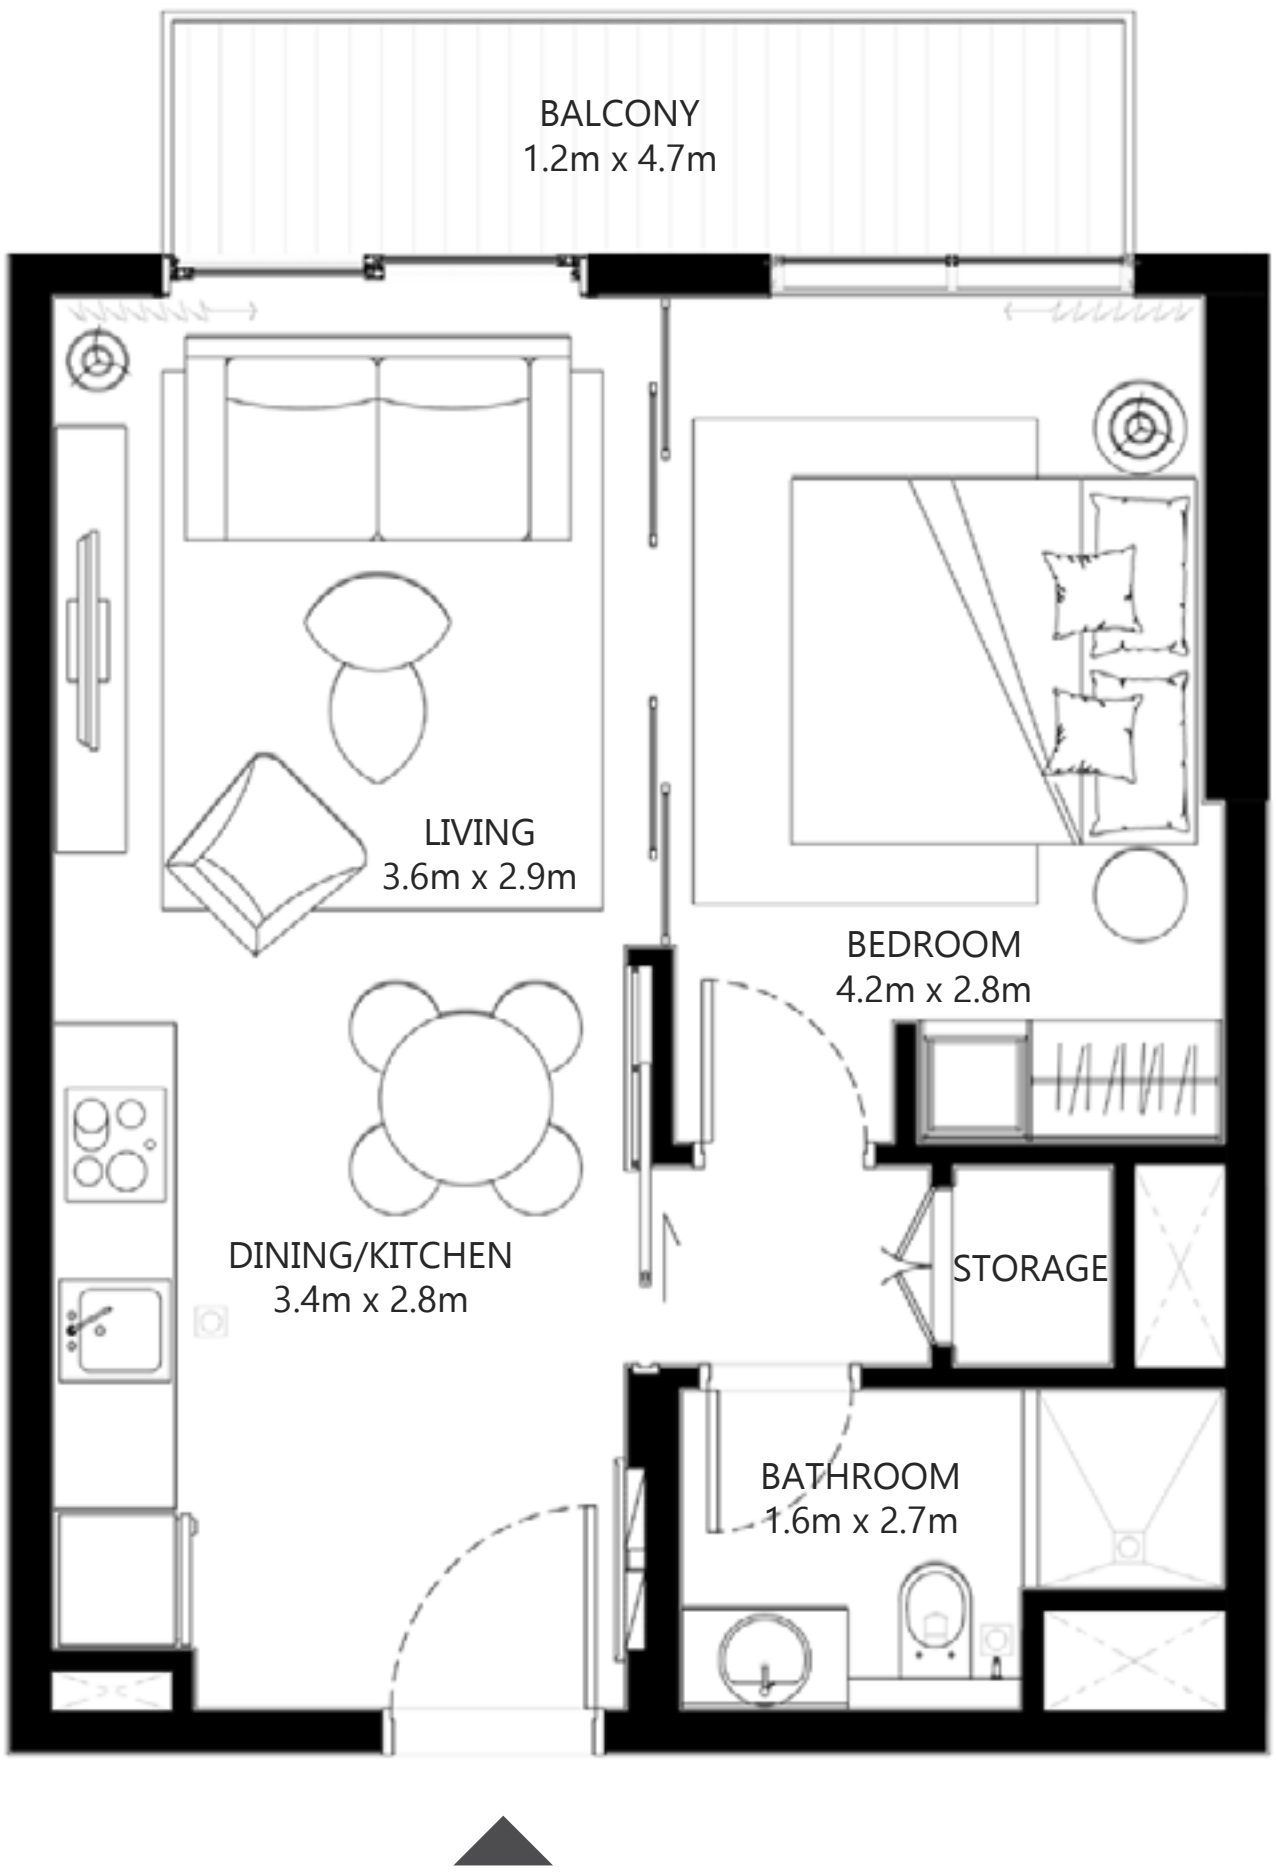 BALCONY
1.2m x 4.7m
LIVING
3.6m x 2.9m
BEDROOM
4.2m x 2.8m
DINING/KITCHEN
3.4m x 2.8m
STORAGE
BATHROOM
1.6m x 2.7m